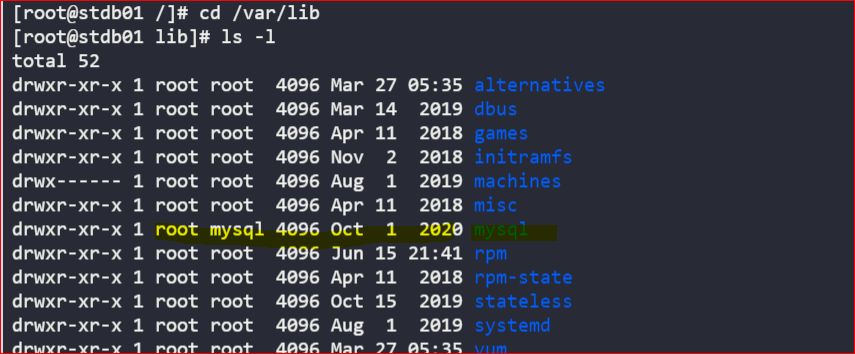 [root@stdb01 /]# cd /var/lib
[root@stdb01 lib]# ls -l
total 52
drwxr-xr-x 1 root root  4096 Mar 27 05:35 alternatives
drwxr-xr-x 1 root root  4096 Mar 14  2019 dbus
drwxr-xr-x 1 root root  4096 Apr 11  2018 games
drwxr-xr-x 1 root root  4096 Nov  2  2018 initramfs
drwx------ 1 root root  4096 Aug  1  2019 machines
drwxr-xr-x 1 root root  4096 Apr 11  2018 misc
drwxr-xr-x 1 root mysql 4096 Oct  1  2020 mysql
drwxr-xr-x 1 root root  4096 Jun 15 21:41 rpm
drwxr-xr-x 1 root root  4096 Apr 11  2018 rpm-state
drwxr-xr-x 1 root root  4096 Oct 15  2019 stateless
drwxr-xr-x 1 root root  4096 Aug  1  2019 systemd
drwxr-xr-x 1 root root  4096 Mar 27 05:35 yum